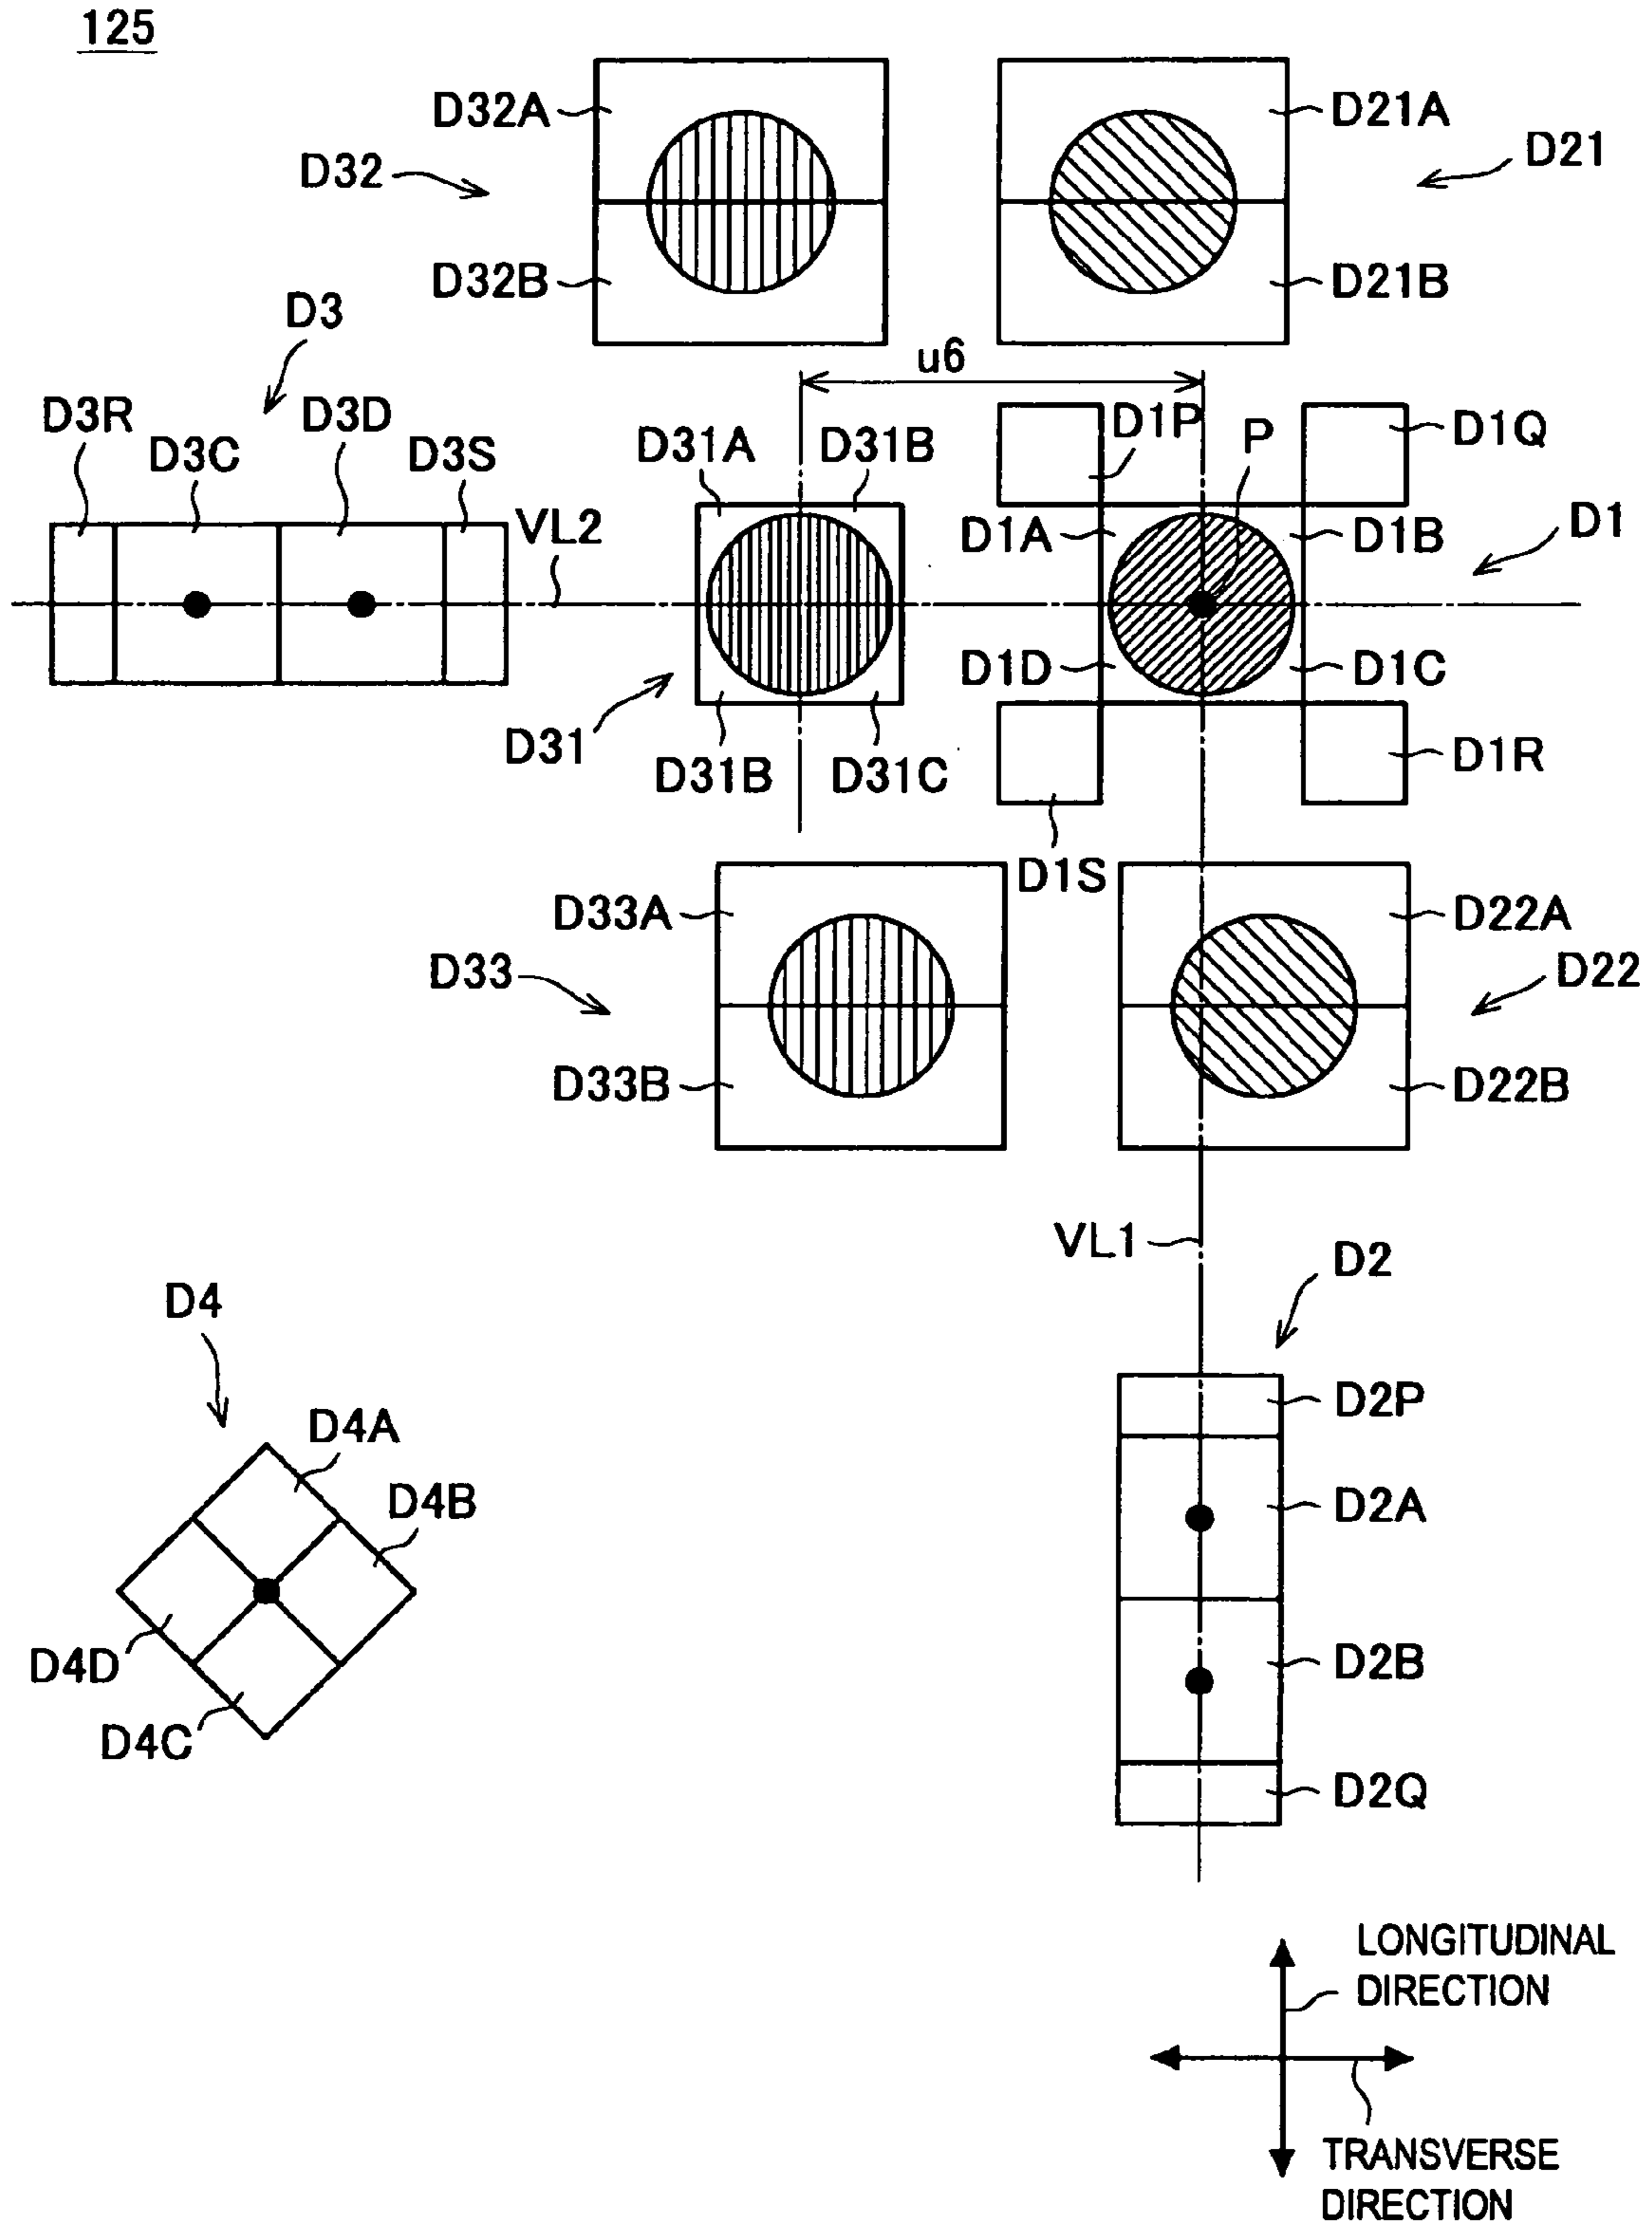 125
D32A
D21A
D32
D21
D32B
D21B
D3
u6
D3R
D3D
D1P
P
D1Q
D3C
D3S
D31A
D31B
VL2
D1A
D1B
D1
D1D
D1C
D31
D31B
D31C
D1R
D1S
D33A
D22A
D33
D22
D33B
D22B
VL1
D2
D4
D2P
D4A
D4B
D2A
D4D
D2B
D4C
D2Q
LONGITUDINAL
DIRECTION
TRANSVERSE
DIRECTION